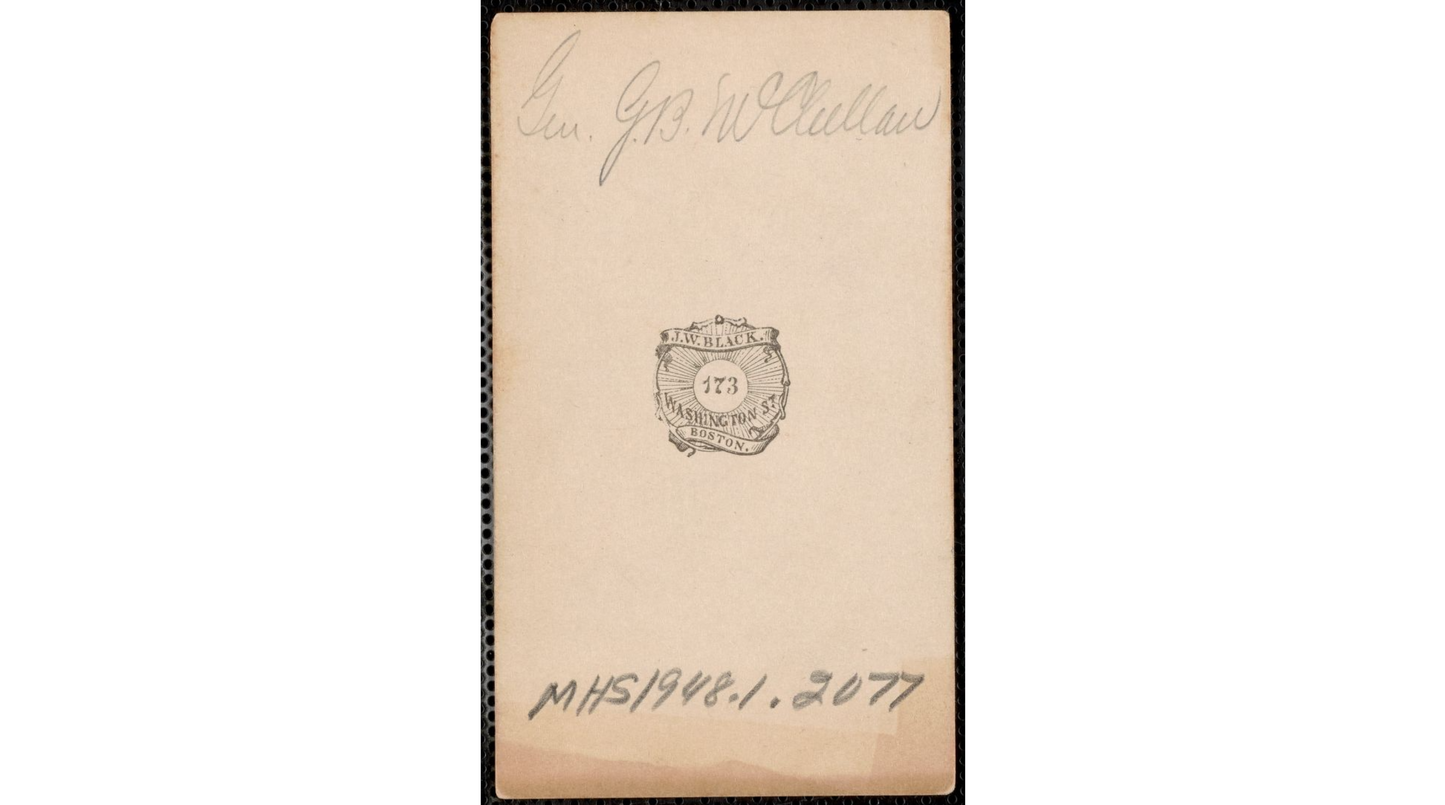 Gen. G.B. McClellan
J.W. BLACK.
173
WASHINGTON ST.
BOSTON.
MHS1948.1.2077